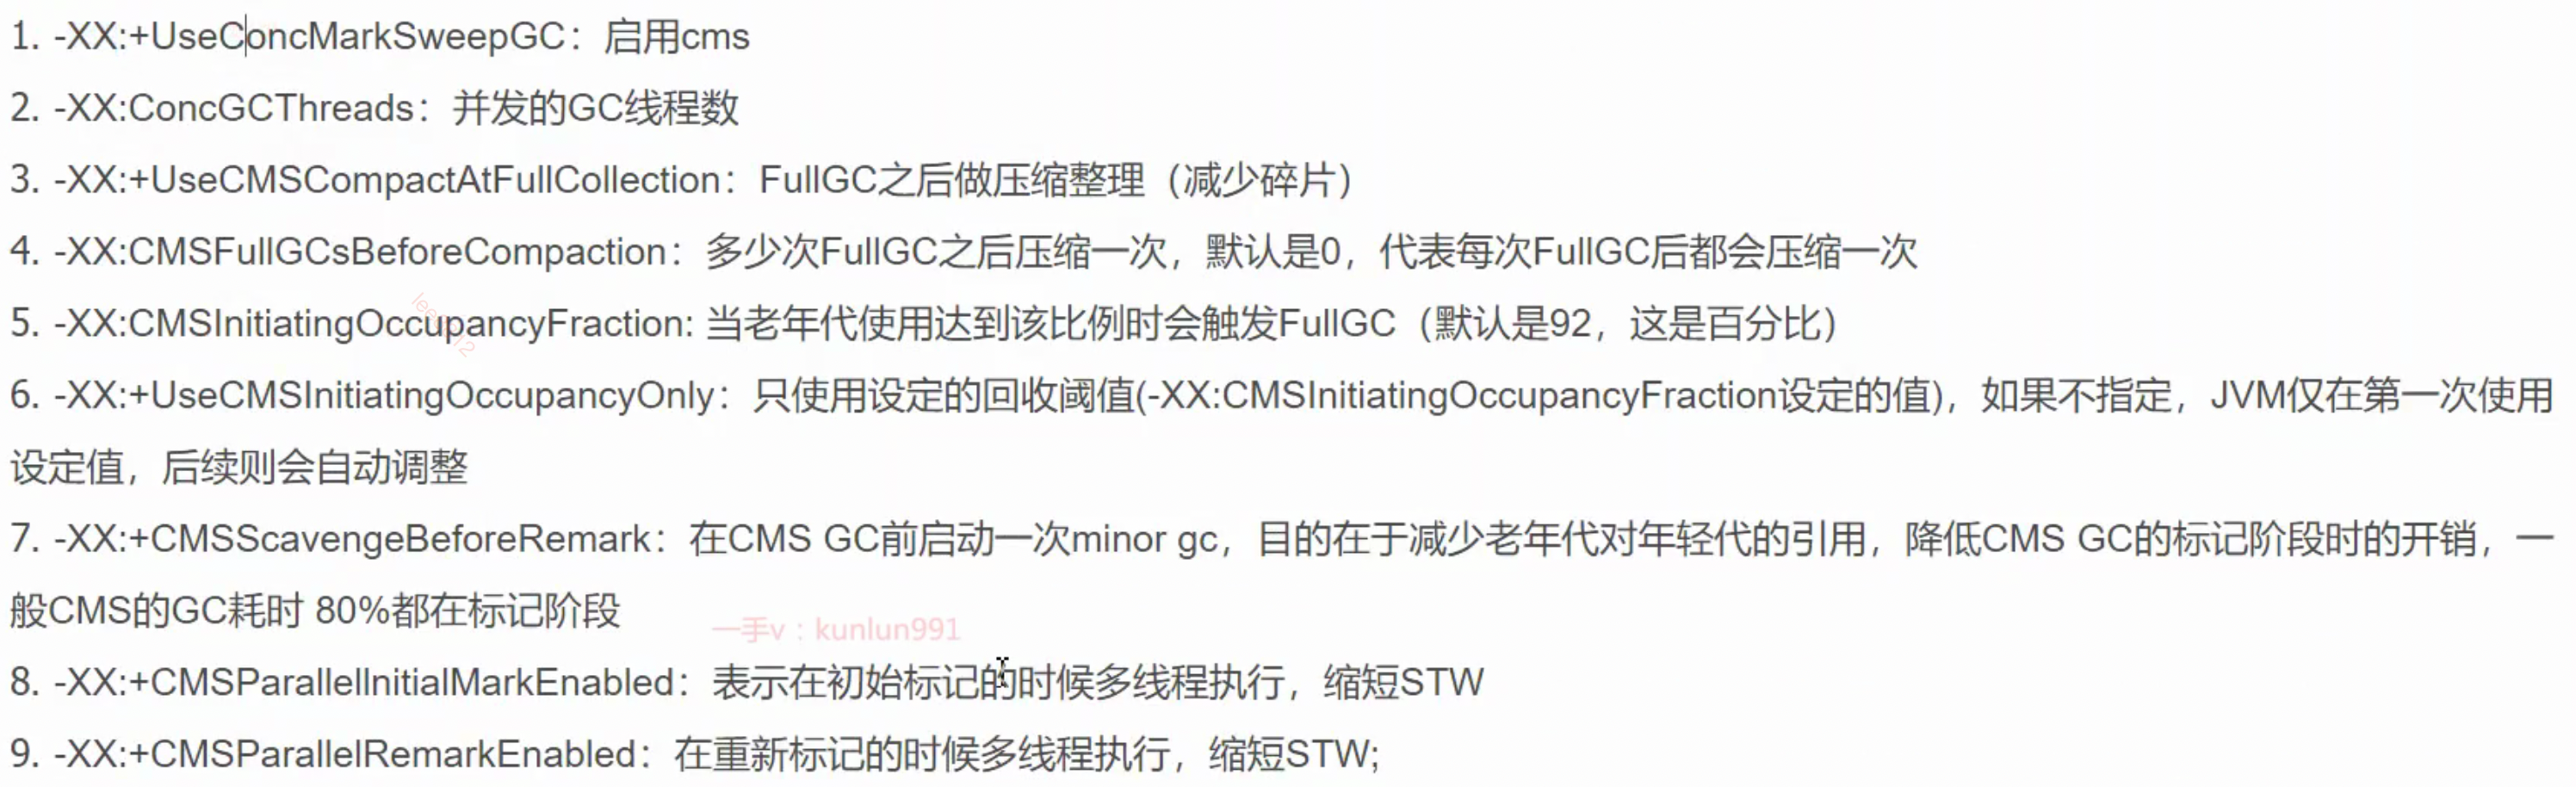 1. -XX:+UseConcMarkSweepGC：启用cms
2. -XX:ConcGCThreads：并发的GC线程数
3. -XX:+UseCMSCompactAtFullCollection：FullGC之后做压缩整理（减少碎片）
4. -XX:CMSFullGCsBeforeCompaction：多少次FullGC之后压缩一次，默认是0，代表每次FullGC后都会压缩一次
5. -XX:CMSInitiatingOccupancyFraction: 当老年代使用达到该比例时会触发FullGC（默认是92，这是百分比）
6. -XX:+UseCMSInitiatingOccupancyOnly：只使用设定的回收阈值(-XX:CMSInitiatingOccupancyFraction设定的值)，如果不指定，JVM仅在第一次使用
设定值，后续则会自动调整
7. -XX:+CMSScavengeBeforeRemark：在CMS GC前启动一次minor gc，目的在于减少老年代对年轻代的引用，降低CMS GC的标记阶段时的开销，一
般CMS的GC耗时 80%都在标记阶段
一手v：kunlun991
8. -XX:+CMSParallelInitialMarkEnabled：表示在初始标记的时候多线程执行，缩短STW
9. -XX:+CMSParallelRemarkEnabled：在重新标记的时候多线程执行，缩短STW;